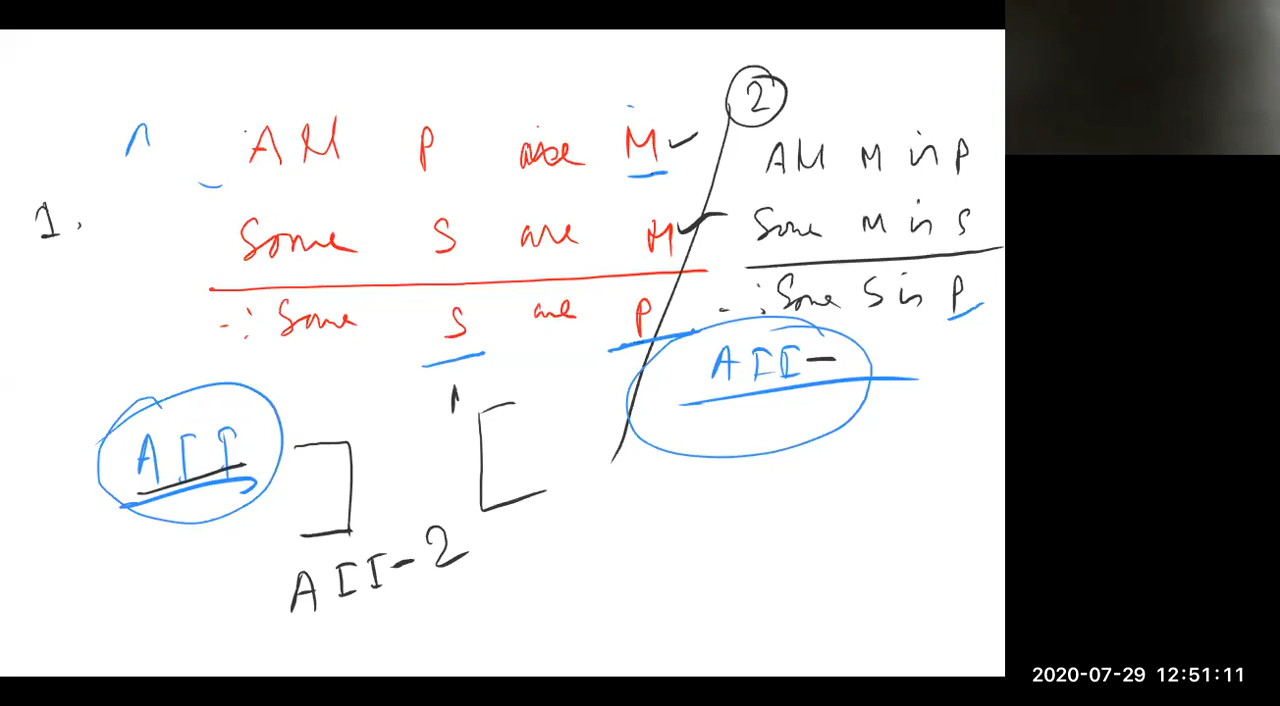 All P are M
1. Some S are M
∴ Some S are P
AII
AII-2
2
All M is P
Some M is S
∴ Some S is P
AII-
2020-07-29 12:51:11